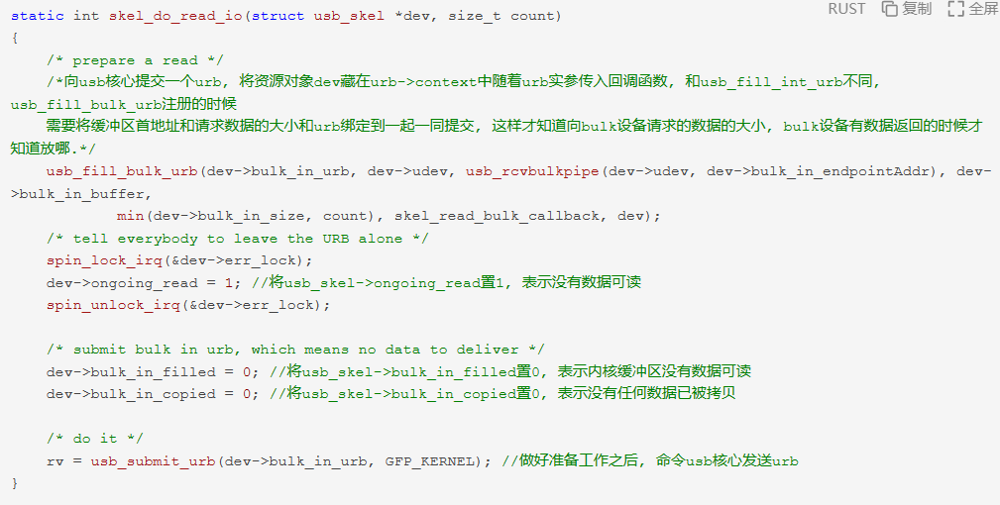 RUST 复制 全屏
static int skel_do_read_io(struct usb_skel *dev, size_t count)
{
    /* prepare a read */
    /*向usb核心提交一个urb, 将资源对象dev藏在urb->context中随着urb实参传入回调函数, 和usb_fill_int_urb不同,
usb_fill_bulk_urb注册的时候
    需要将缓冲区首地址和请求数据的大小和urb绑定到一起一同提交, 这样才知道向bulk设备请求的数据的大小, bulk设备有数据返回的时候才
知道放哪.*/
    usb_fill_bulk_urb(dev->bulk_in_urb, dev->udev, usb_rcvbulkpipe(dev->udev, dev->bulk_in_endpointAddr), dev-
>bulk_in_buffer,
            min(dev->bulk_in_size, count), skel_read_bulk_callback, dev);
    /* tell everybody to leave the URB alone */
    spin_lock_irq(&dev->err_lock);
    dev->ongoing_read = 1; //将usb_skel->ongoing_read置1, 表示没有数据可读
    spin_unlock_irq(&dev->err_lock);

    /* submit bulk in urb, which means no data to deliver */
    dev->bulk_in_filled = 0; //将usb_skel->bulk_in_filled置0, 表示内核缓冲区没有数据可读
    dev->bulk_in_copied = 0; //将usb_skel->bulk_in_copied置0, 表示没有任何数据已被拷贝

    /* do it */
    rv = usb_submit_urb(dev->bulk_in_urb, GFP_KERNEL); //做好准备工作之后, 命令usb核心发送urb
}